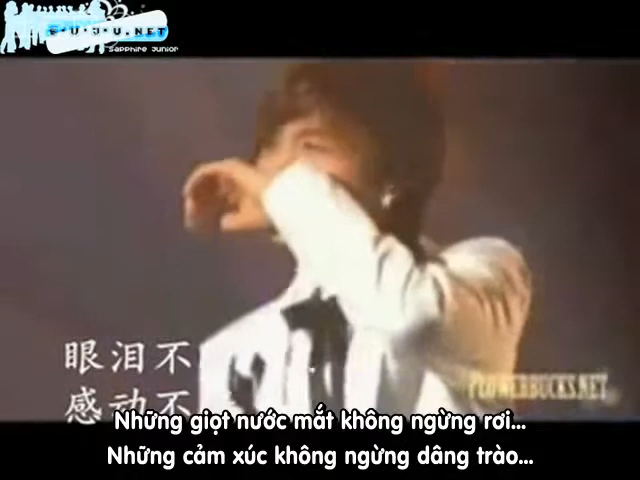 S·U·J·U.NET
SAPPHIRE JUNIOR
眼泪不
感动不
FLOWERBUCKS.NET
Những giọt nước mắt không ngừng rơi...
Những cảm xúc không ngừng dâng trào...